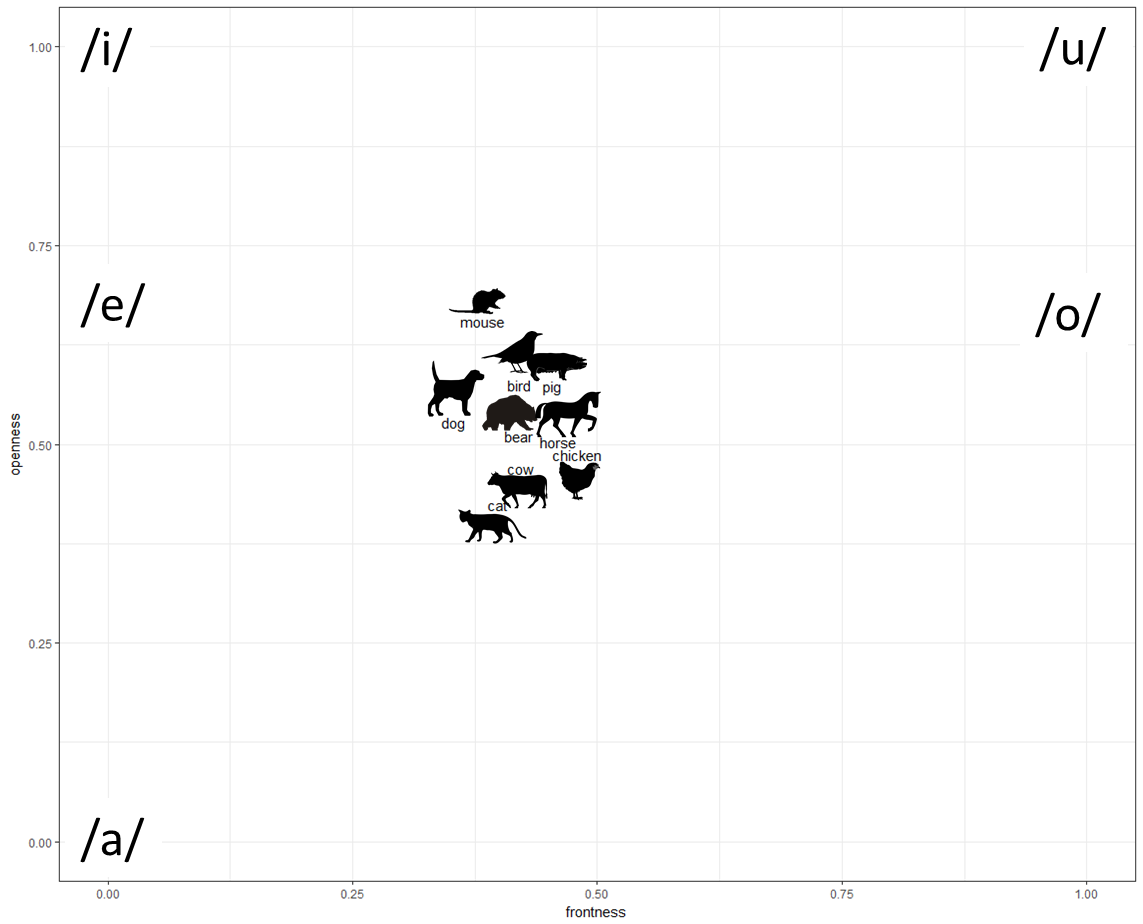 /i/
/u/
1.00
0.75
/e/
/o/
mouse
bird pig
dog
bear
horse
chicken
cow
cat
0.50
openness
0.25
0.00
/a/
0.00 0.25 0.50 0.75 1.00
frontness